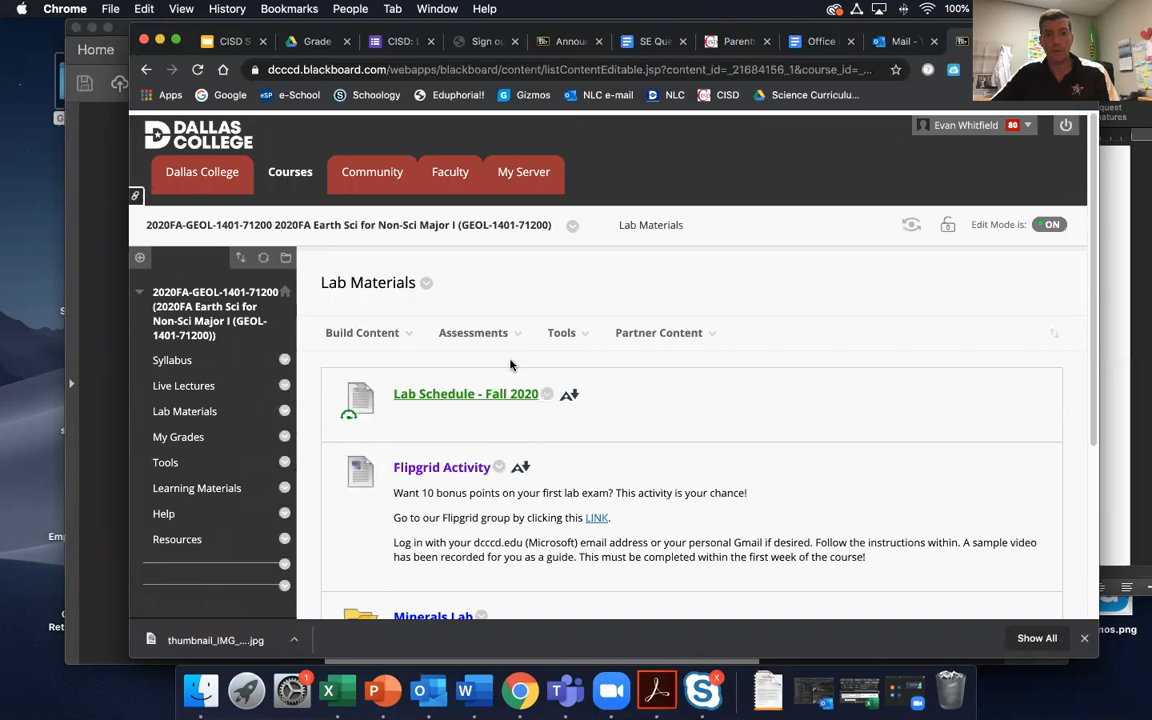 Chrome File Edit View History Bookmarks People Tab Window Help 100%
Home
CISD S Grade CISD: L Sign o Annou SE Que Parent Office Mail -
dcccd.blackboard.com/webapps/blackboard/content/listContentEditable.jsp?content_id=_21684156_1&course_id=_...
Apps Google e-School Schoology Eduphoria!! Gizmos NLC e-mail NLC CISD Science Curriculu...
DALLAS
COLLEGE
Evan Whitfield 80
Dallas College Courses Community Faculty My Server
2020FA-GEOL-1401-71200 2020FA Earth Sci for Non-Sci Major I (GEOL-1401-71200) Lab Materials Edit Mode is: ON
2020FA-GEOL-1401-71200
(2020FA Earth Sci for
Non-Sci Major I (GEOL-
1401-71200))
Syllabus
Live Lectures
Lab Materials
My Grades
Tools
Learning Materials
Help
Resources
Lab Materials
Build Content Assessments Tools Partner Content
Lab Schedule - Fall 2020
Flipgrid Activity
Want 10 bonus points on your first lab exam? This activity is your chance!
Go to our Flipgrid group by clicking this LINK.
Log in with your dcccd.edu (Microsoft) email address or your personal Gmail if desired. Follow the instructions within. A sample video
has been recorded for you as a guide. This must be completed within the first week of the course!
Minerals Lab
thumbnail_IMG_....jpg
Show All